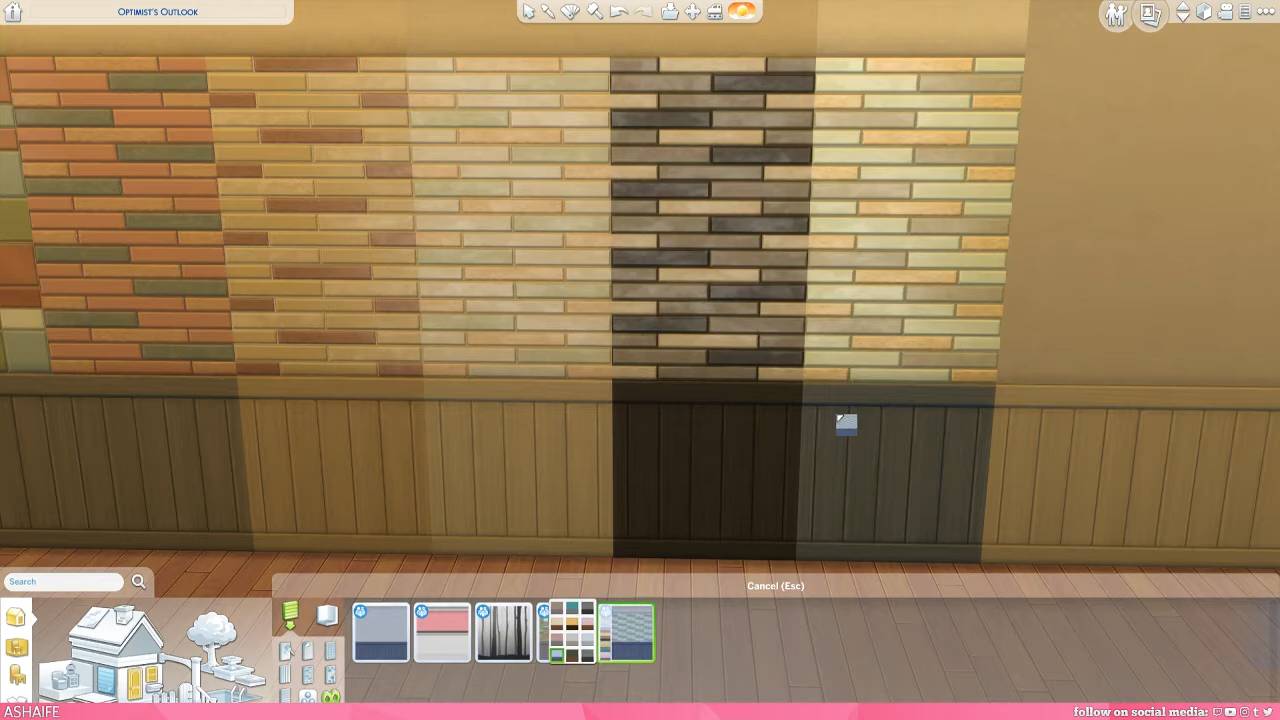 OPTIMIST'S OUTLOOK
Search
Cancel (Esc)
ASHAIFE
follow on social media: